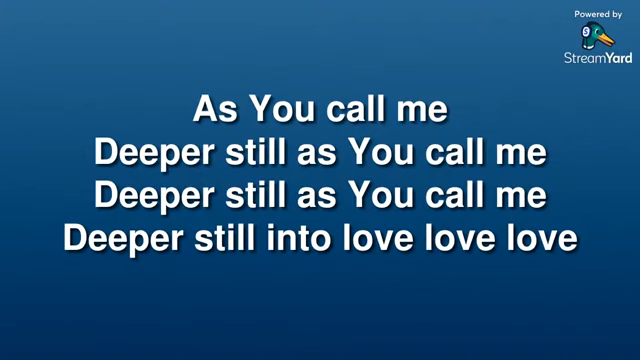 Powered by
StreamYard
As You call me
Deeper still as You call me
Deeper still as You call me
Deeper still into love love love